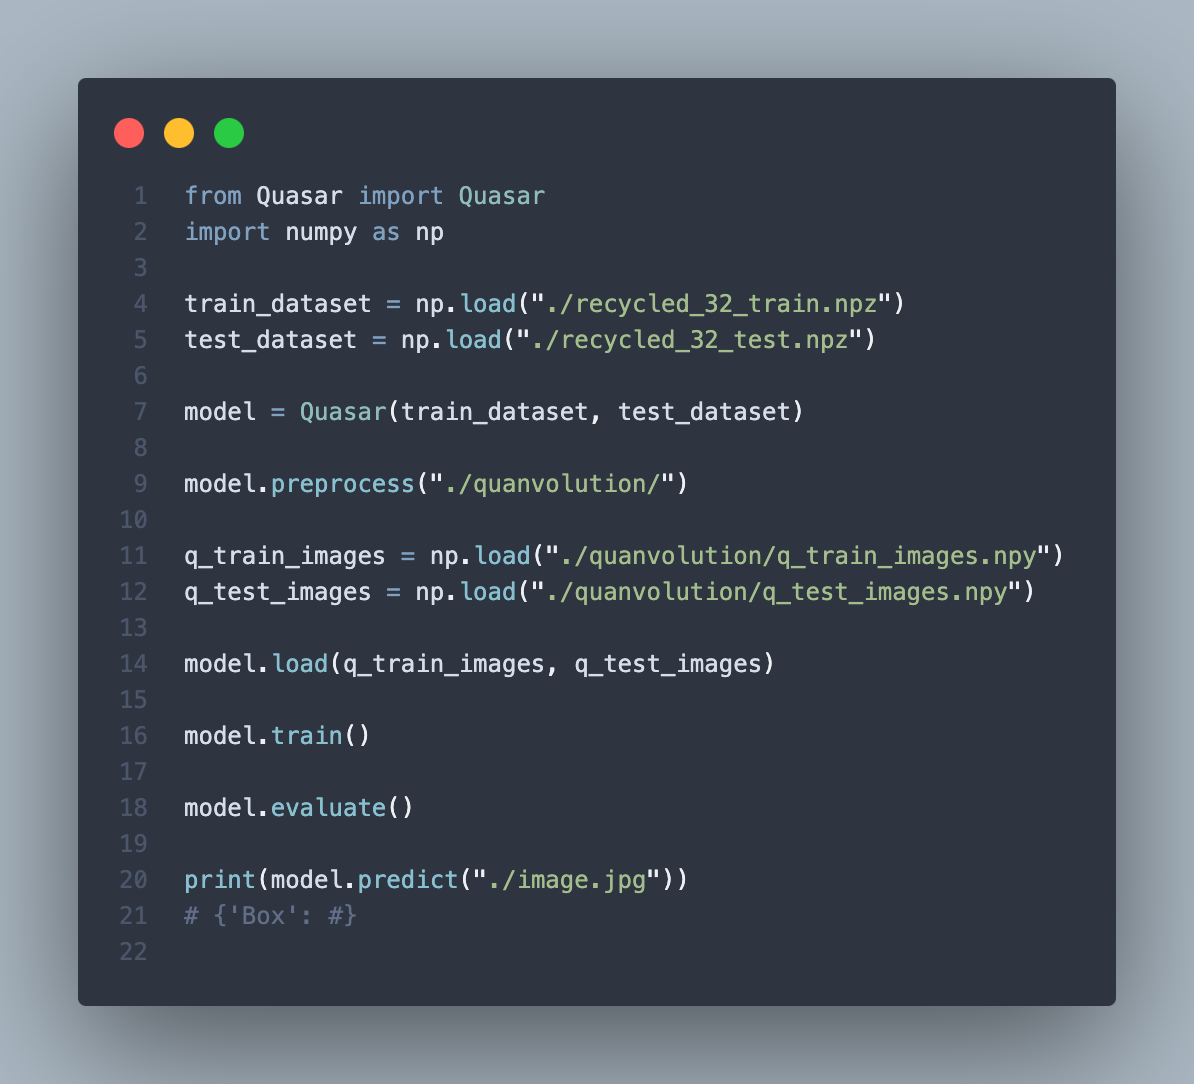 1 from Quasar import Quasar
2 import numpy as np
3
4 train_dataset = np.load("./recycled_32_train.npz")
5 test_dataset = np.load("./recycled_32_test.npz")
6
7 model = Quasar(train_dataset, test_dataset)
8
9 model.preprocess("./quanvolution/")
10
11 q_train_images = np.load("./quanvolution/q_train_images.npy")
12 q_test_images = np.load("./quanvolution/q_test_images.npy")
13
14 model.load(q_train_images, q_test_images)
15
16 model.train()
17
18 model.evaluate()
19
20 print(model.predict("./image.jpg"))
21 # {'Box': #}
22